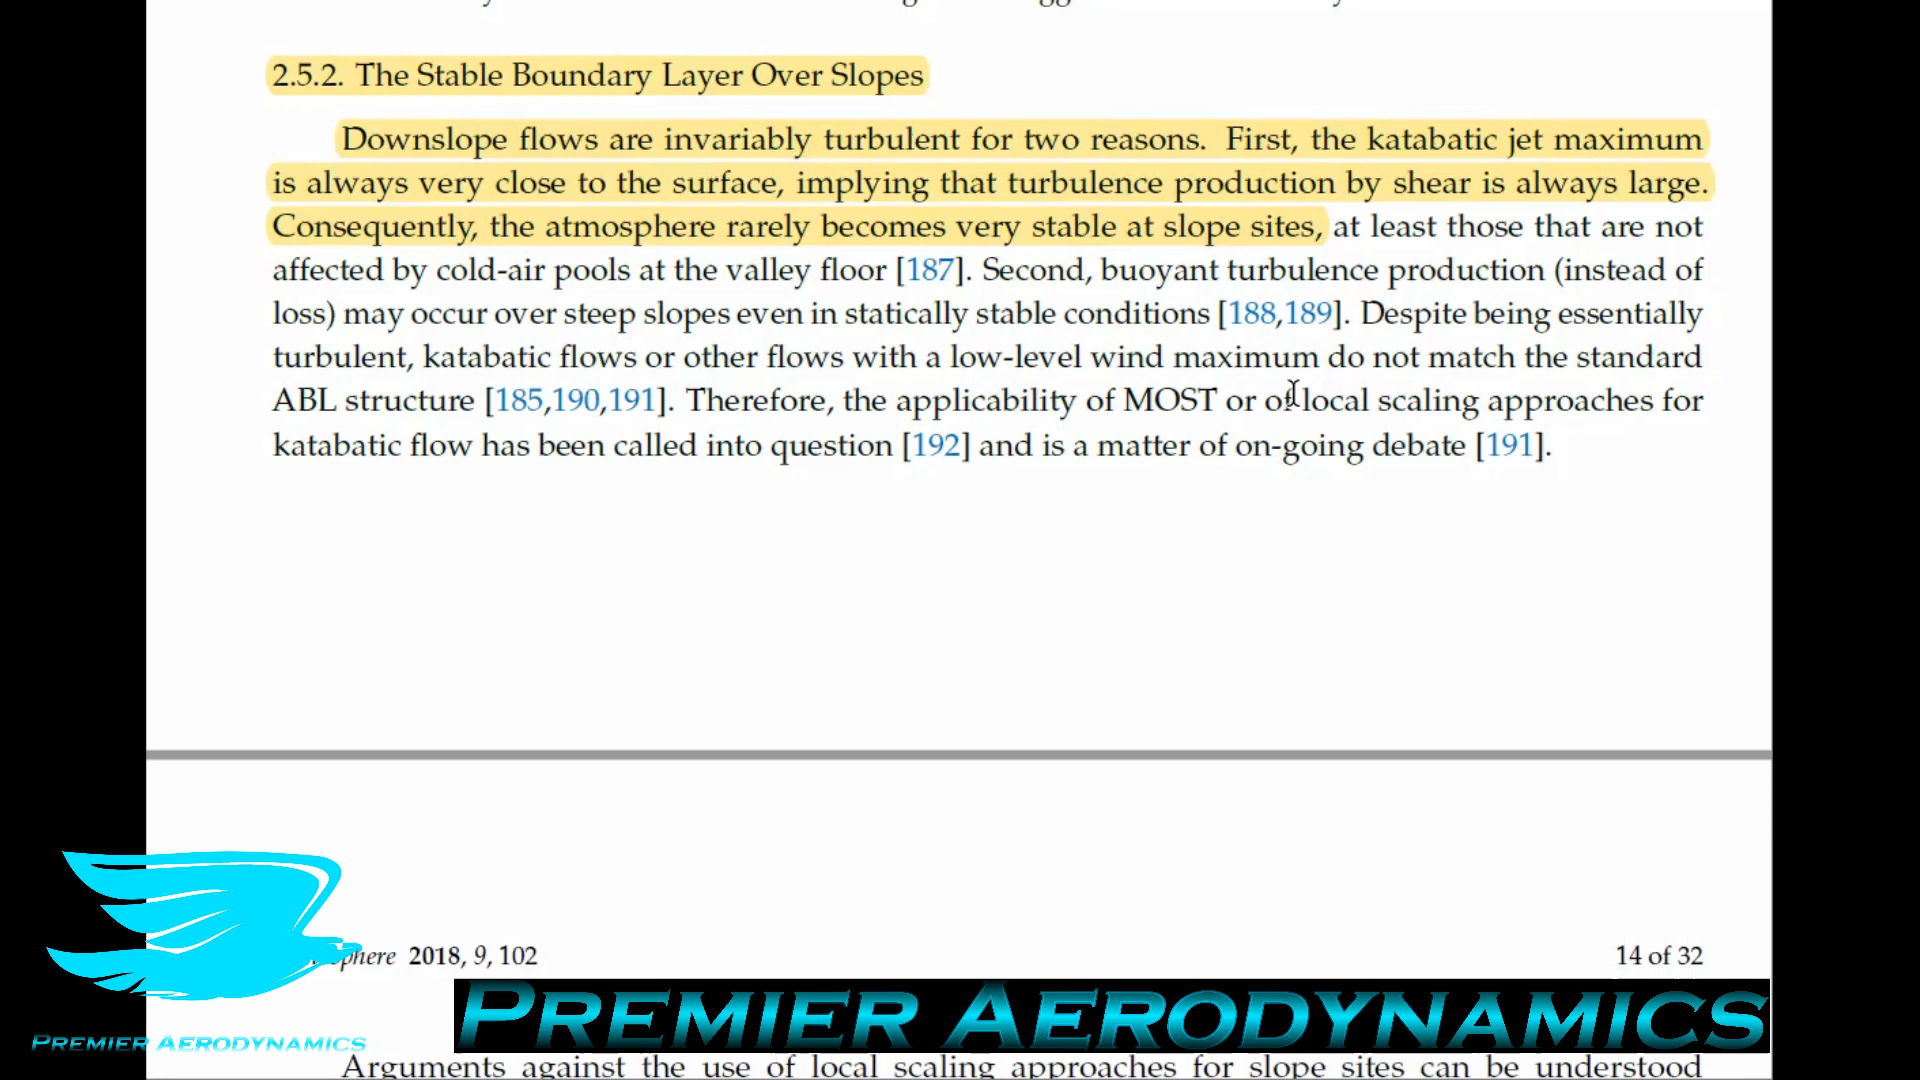 2.5.2. The Stable Boundary Layer Over Slopes
Downslope flows are invariably turbulent for two reasons. First, the katabatic jet maximum
is always very close to the surface, implying that turbulence production by shear is always large.
Consequently, the atmosphere rarely becomes very stable at slope sites, at least those that are not
affected by cold-air pools at the valley floor [187]. Second, buoyant turbulence production (instead of
loss) may occur over steep slopes even in statically stable conditions [188,189]. Despite being essentially
turbulent, katabatic flows or other flows with a low-level wind maximum do not match the standard
ABL structure [185,190,191]. Therefore, the applicability of MOST or of local scaling approaches for
katabatic flow has been called into question [192] and is a matter of on-going debate [191].
2018, 9, 102
14 of 32
PREMIER AERODYNAMICS
PREMIER AERODYNAMICS
Arguments against the use of local scaling approaches for slope sites can be understood